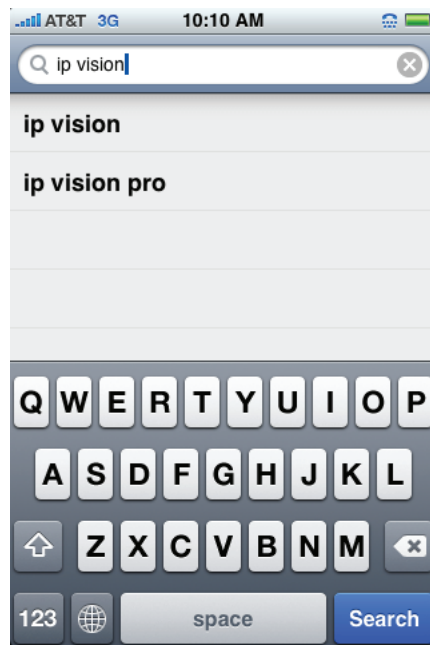 AT&T 3G 10:10 AM
ip vision
ip vision
ip vision pro
Q W E R T Y U I O P
A S D F G H J K L
Z X C V B N M
123 space Search